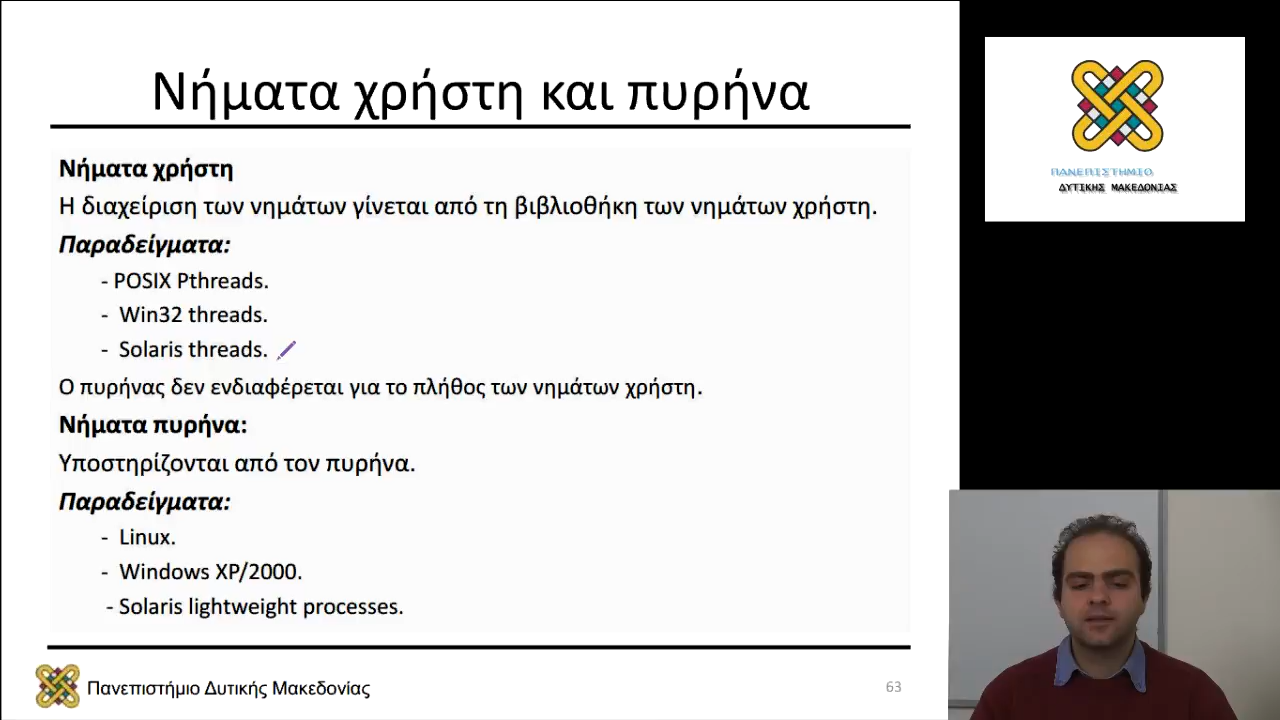 Νήματα χρήστη και πυρήνα
Νήματα χρήστη
Η διαχείριση των νημάτων γίνεται από τη βιβλιοθήκη των νημάτων χρήστη.
Παραδείγματα:
- POSIX Pthreads.
- Win32 threads.
- Solaris threads.
Ο πυρήνας δεν ενδιαφέρεται για το πλήθος των νημάτων χρήστη.
Νήματα πυρήνα:
Υποστηρίζονται από τον πυρήνα.
Παραδείγματα:
- Linux.
- Windows XP/2000.
- Solaris lightweight processes.
Πανεπιστήμιο Δυτικής Μακεδονίας
63
ΠΑΝΕΠΙΣΤΗΜΙΟ
ΔΥΤΙΚΗΣ ΜΑΚΕΔΟΝΙΑΣ